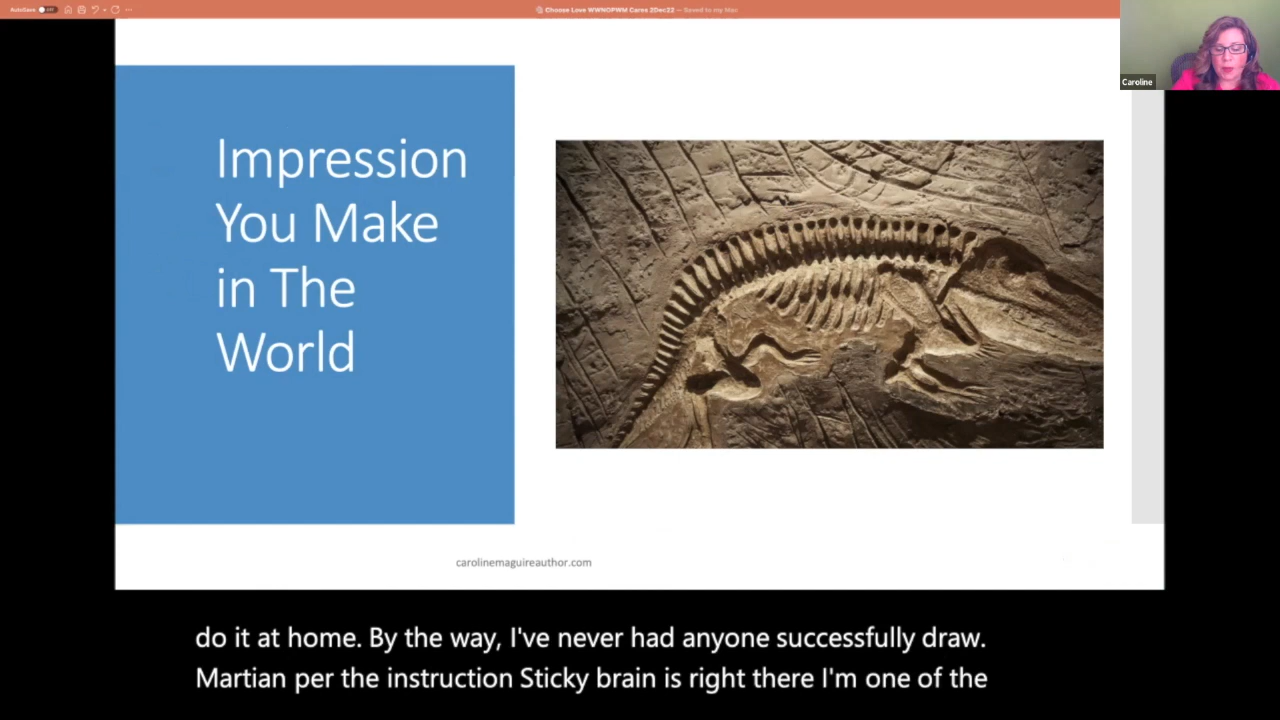 AutoSave OFF
Choose Love WWNOPWM Cares 2Dec22 — Saved to my Mac
Caroline
Impression
You Make
in The
World
carolinemaguireauthor.com
do it at home. By the way, I've never had anyone successfully draw.
Martian per the instruction Sticky brain is right there I'm one of the